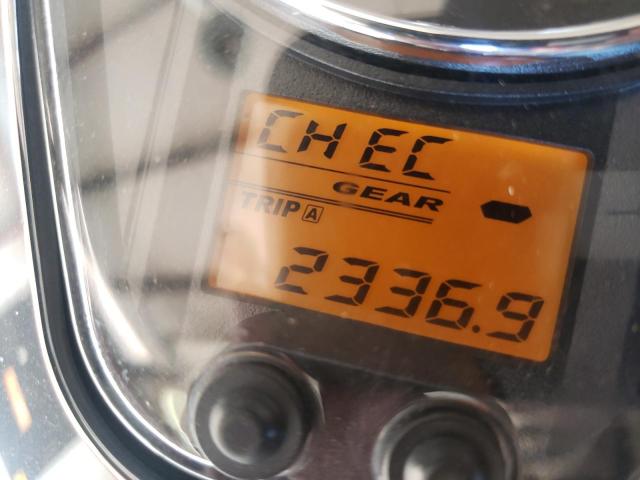 CHEC
GEAR -
TRIP A
2336.9